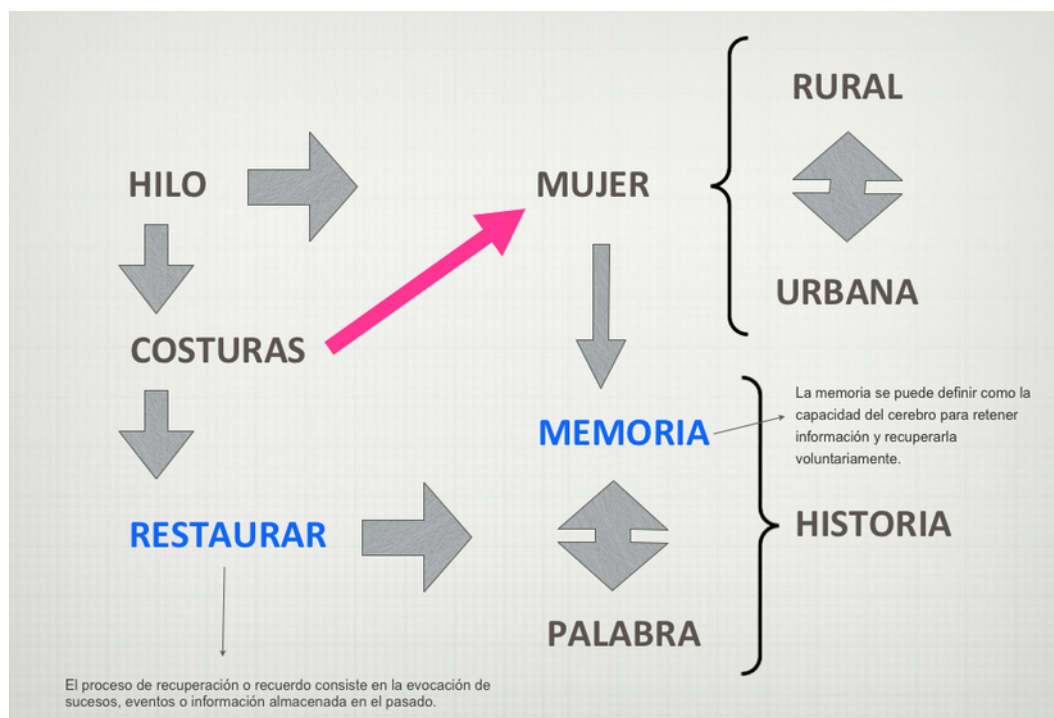 RURAL
HILO
MUJER
URBANA
COSTURAS
La memoria se puede definir como la
capacidad del cerebro para retener
información y recuperarla
voluntariamente.
MEMORIA
RESTAURAR
HISTORIA
PALABRA
El proceso de recuperación o recuerdo consiste en la evocación de
sucesos, eventos o información almacenada en el pasado.